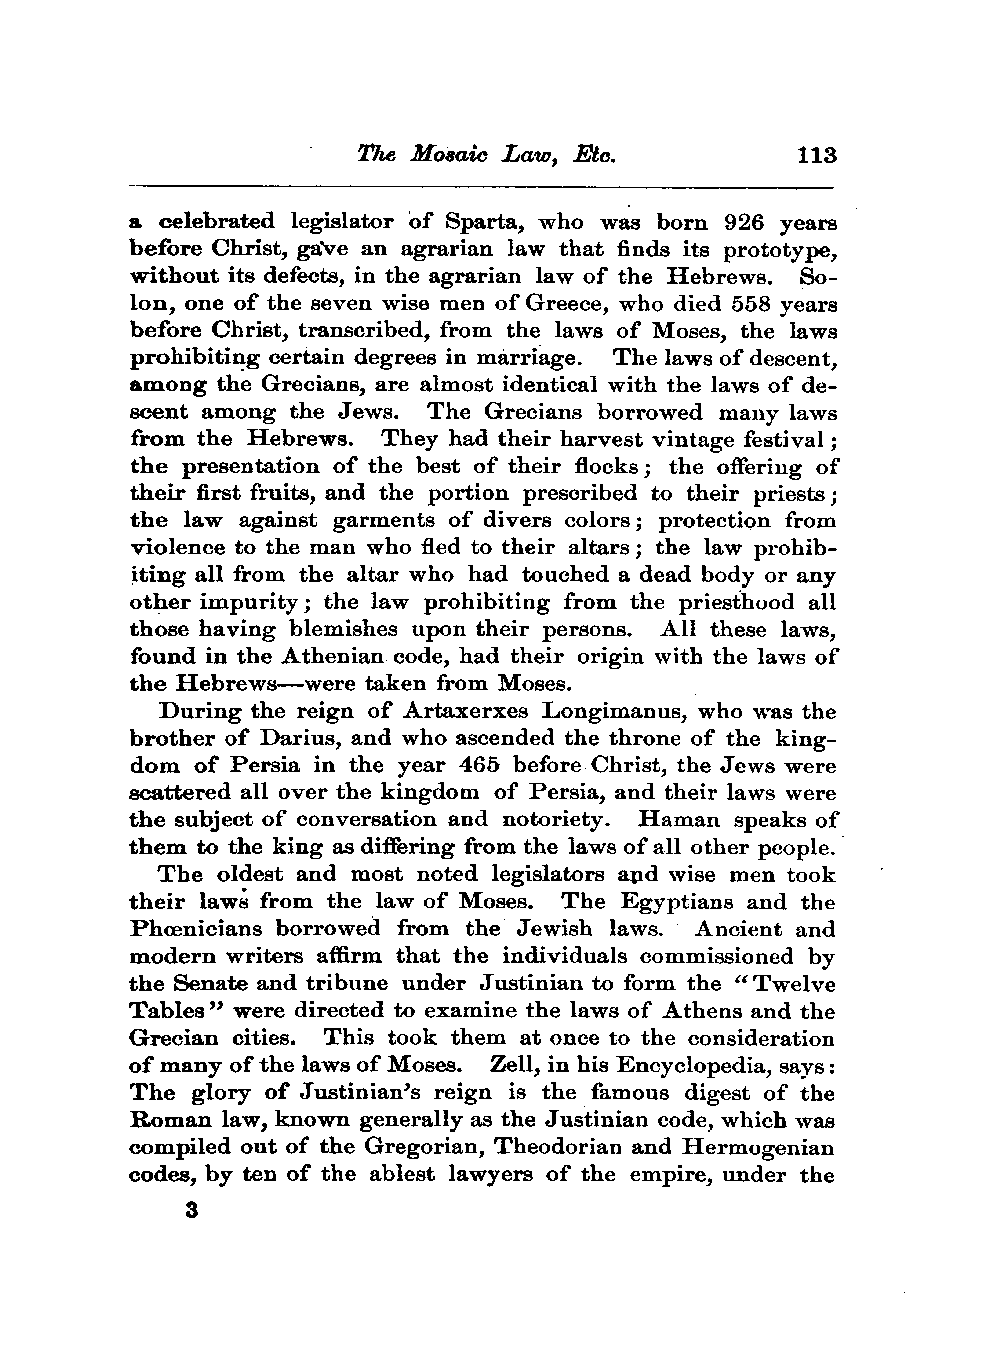 The Mosaic Law, Etc. 113
a celebrated legislator of Sparta, who was born 926 years
before Christ, gave an agrarian law that finds its prototype,
without its defects, in the agrarian law of the Hebrews. So-
lon, one of the seven wise men of Greece, who died 558 years
before Christ, transcribed, from the laws of Moses, the laws
prohibiting certain degrees in marriage. The laws of descent,
among the Grecians, are almost identical with the laws of de-
scent among the Jews. The Grecians borrowed many laws
from the Hebrews. They had their harvest vintage festival;
the presentation of the best of their flocks; the offering of
their first fruits, and the portion prescribed to their priests;
the law against garments of divers colors; protection from
violence to the man who fled to their altars; the law prohib-
iting all from the altar who had touched a dead body or any
other impurity; the law prohibiting from the priesthood all
those having blemishes upon their persons. All these laws,
found in the Athenian code, had their origin with the laws of
the Hebrews—were taken from Moses.
During the reign of Artaxerxes Longimanus, who was the
brother of Darius, and who ascended the throne of the king-
dom of Persia in the year 465 before Christ, the Jews were
scattered all over the kingdom of Persia, and their laws were
the subject of conversation and notoriety. Haman speaks of
them to the king as differing from the laws of all other people.
The oldest and most noted legislators and wise men took
their laws from the law of Moses. The Egyptians and the
Phœnicians borrowed from the Jewish laws. Ancient and
modern writers affirm that the individuals commissioned by
the Senate and tribune under Justinian to form the "Twelve
Tables" were directed to examine the laws of Athens and the
Grecian cities. This took them at once to the consideration
of many of the laws of Moses. Zell, in his Encyclopedia, says:
The glory of Justinian's reign is the famous digest of the
Roman law, known generally as the Justinian code, which was
compiled out of the Gregorian, Theodorian and Hermogenian
codes, by ten of the ablest lawyers of the empire, under the
3